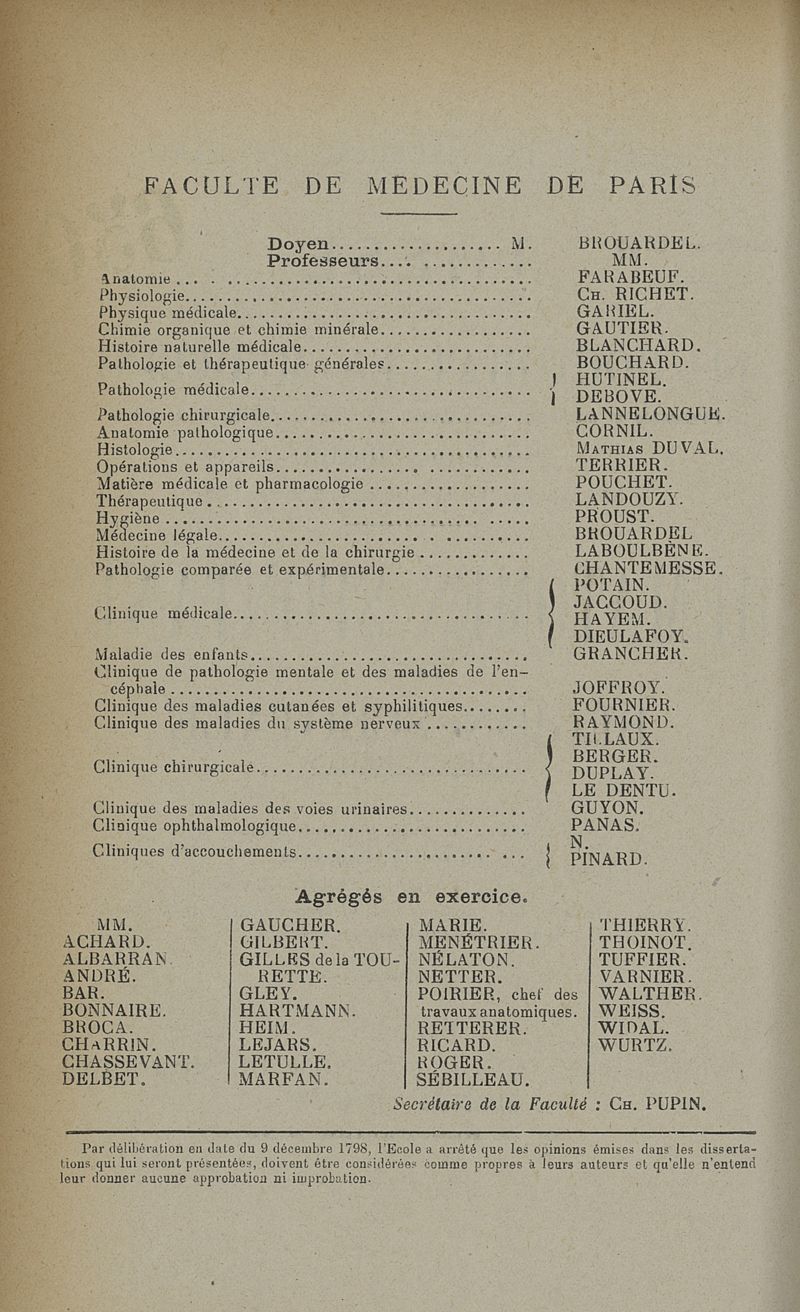 FACULTE DE MEDECINE DE PARIS
Doyen.................... M. BROUARDEL.
Professeurs.... ............. MM.
Anatomie ... . .................................... FARABEUF.
Physiologie......................................... CH. RICHET.
Physique médicale................................... GARIEL.
Chimie organique et chimie minérale.................. GAUTIER.
Histoire naturelle médicale........................... BLANCHARD.
Pathologie et thérapeutique générales................. BOUCHARD.
Pathologie médicale................................. } HUTINEL.
DEBOVE.
Pathologie chirurgicale............................... LANNELONGUE.
Anatomie pathologique.............................. CORNIL.
Histologie.......................................... MATHIAS DUVAL.
Opérations et appareils................. ............ TERRIER.
Matière médicale et pharmacologie ................... POUCHET.
Thérapeutique ...................................... LANDOUZY.
Hygiène ..................................... ..... PROUST.
Médecine légale........................ . .......... BROUARDEL
Histoire de la médecine et de la chirurgie ............. LABOULBÈNE.
Pathologie comparée et expérimentale................. CHANTEMESSE.
Clinique médicale................................... { POTAIN.
JACCOUD.
HAYEM.
DIEULAFOY.
Maladie des enfants................................. GRANCHER.
Clinique de pathologie mentale et des maladies de l'en-
céphale .......................................... JOFFROY.
Clinique des maladies cutanées et syphilitiques........ FOURNIER.
Clinique des maladies du système nerveux ............ RAYMOND.
Clinique chirurgicale................................ { TILLAUX.
BERGER.
DUPLAY.
LE DENTU.
Clinique des maladies des voies urinaires.............. GUYON.
Clinique ophthalmologique........................... PANAS.
Cliniques d'accouchements....................... ... { N.
PINARD.
Agrégés en exercice.
MM.
ACHARD.
ALBARRAN
ANDRÉ.
BAR.
BONNAIRE.
BROCA.
CHARRIN.
CHASSEVANT.
DELBET.
GAUCHER.
GILBERT.
GILLES de la TOU-
RETTE.
GLEY.
HARTMANN.
HEIM.
LEJARS.
LETULLE.
MARFAN.
MARIE.
MENÉTRIER.
NÉLATON.
NETTER.
POIRIER, chef des
travaux anatomiques.
RETTERER.
RICARD.
ROGER.
SÉBILLEAU.
THIERRY.
THOINOT.
TUFFIER.
VARNIER.
WALTHER.
WEISS.
WIDAL.
WURTZ.
Secrétaire de la Faculté : CH. PUPIN.
Par délibération en date du 9 décembre 1798, l'Ecole a arrêté que les opinions émises dans les disserta-
tions qui lui seront présentées, doivent être considérées comme propres à leurs auteurs et qu'elle n'entend
leur donner aucune approbation ni improbation.